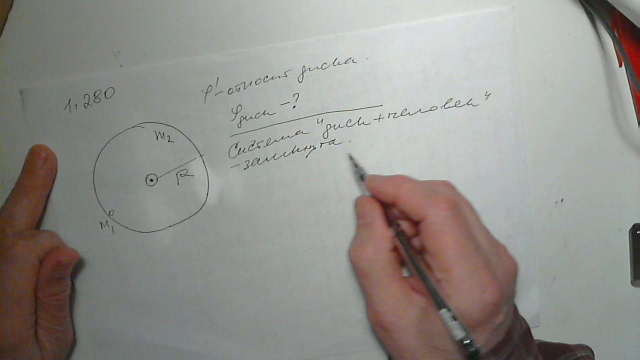 1,280
φ' - относит диска.
φдиск - ?
Система "диск + человек"
- замкнута.
m2
R
m1